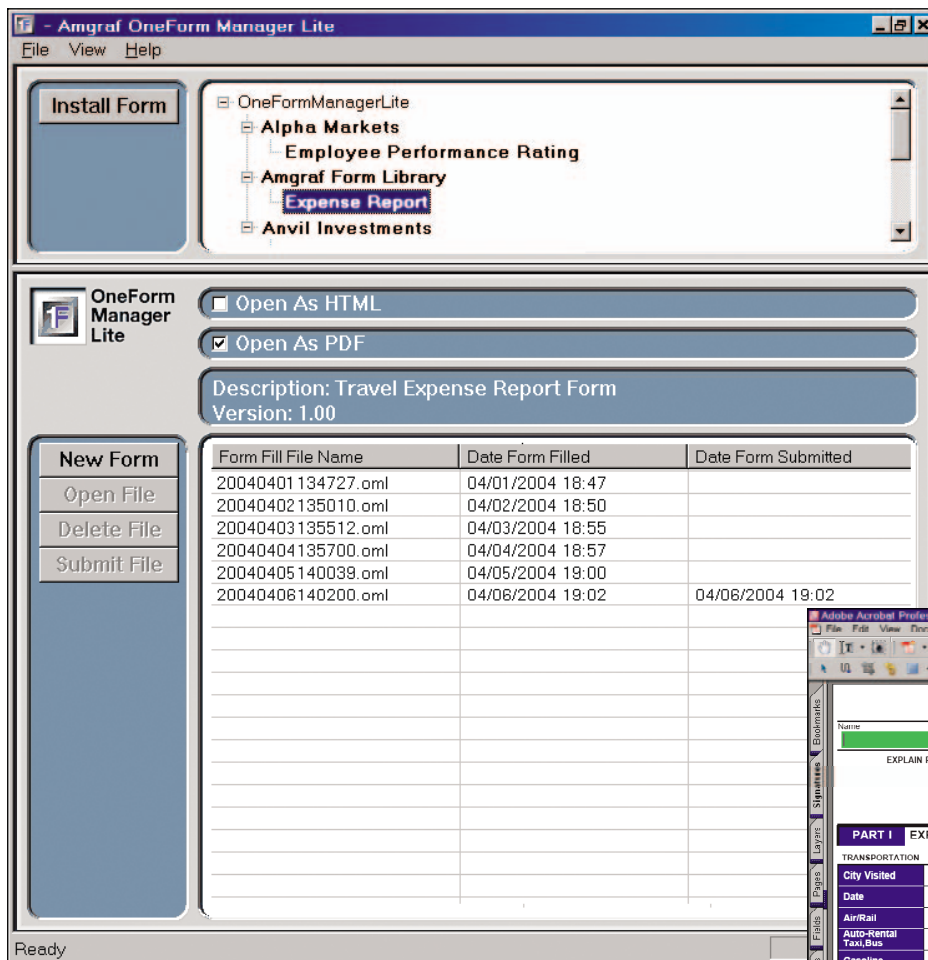 - Amgraf OneForm Manager Lite
File View Help
Install Form
OneFormManagerLite
Alpha Markets
Employee Performance Rating
Amgraf Form Library
Expense Report
Anvil Investments
1F
OneForm
Manager
Lite
Open As HTML
Open As PDF
Description: Travel Expense Report Form
Version: 1.00
New Form
Open File
Delete File
Submit File
Form Fill File Name Date Form Filled Date Form Submitted
20040401134727.oml 04/01/2004 18:47
20040402135010.oml 04/02/2004 18:50
20040403135512.oml 04/03/2004 18:55
20040404135700.oml 04/04/2004 18:57
20040405140039.oml 04/05/2004 19:00
20040406140200.oml 04/06/2004 19:02 04/06/2004 19:02
Ready
Adobe Acrobat
File Edit View
Bookmarks
Signatures
Layers
Pages
Fields
Name
EXPLAIN
PART I
TRANSPORTATION
City Visited
Date
Air/Rail
Auto-Rental
Taxi,Bus